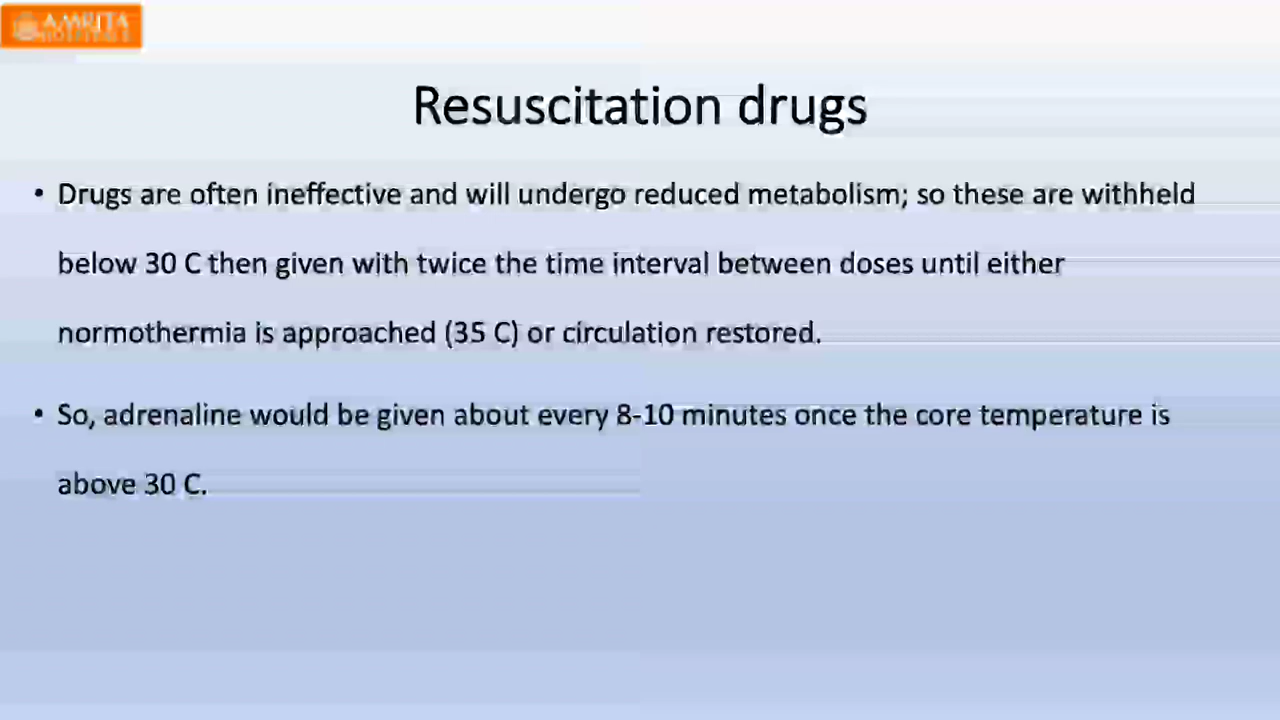 AMRITA
HOSPITALS
Resuscitation drugs
• Drugs are often ineffective and will undergo reduced metabolism; so these are withheld
below 30 C then given with twice the time interval between doses until either
normothermia is approached (35 C) or circulation restored.
• So, adrenaline would be given about every 8-10 minutes once the core temperature is
above 30 C.